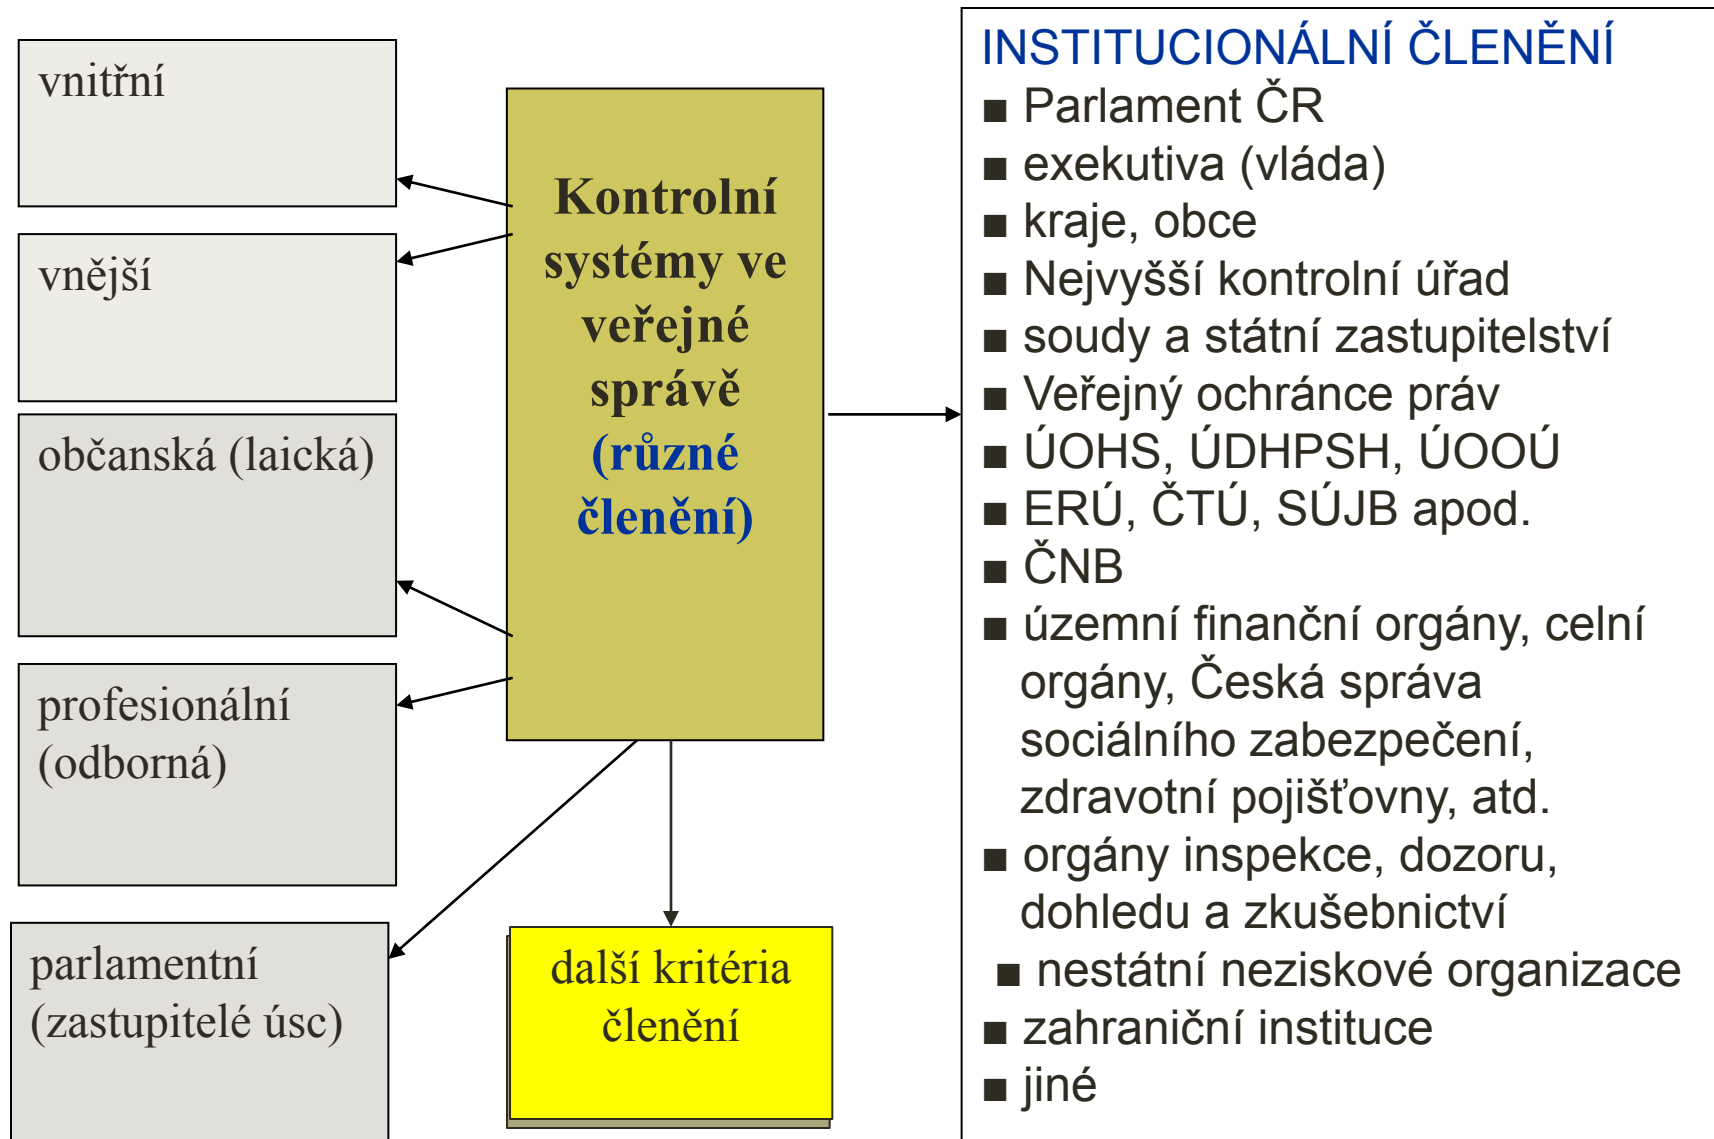 vnitřní
vnější
občanská (laická)
profesionální
(odborná)
parlamentní
(zastupitelé úsc)
Kontrolní
systémy ve
veřejné
správě
(různé
členění)
další kritéria
členění
INSTITUCIONÁLNÍ ČLENĚNÍ
■ Parlament ČR
■ exekutiva (vláda)
■ kraje, obce
■ Nejvyšší kontrolní úřad
■ soudy a státní zastupitelství
■ Veřejný ochránce práv
■ ÚOHS, ÚDHPSH, ÚOOÚ
■ ERÚ, ČTÚ, SÚJB apod.
■ ČNB
■ územní finanční orgány, celní
orgány, Česká správa
sociálního zabezpečení,
zdravotní pojišťovny, atd.
■ orgány inspekce, dozoru,
dohledu a zkušebnictví
■ nestátní neziskové organizace
■ zahraniční instituce
■ jiné